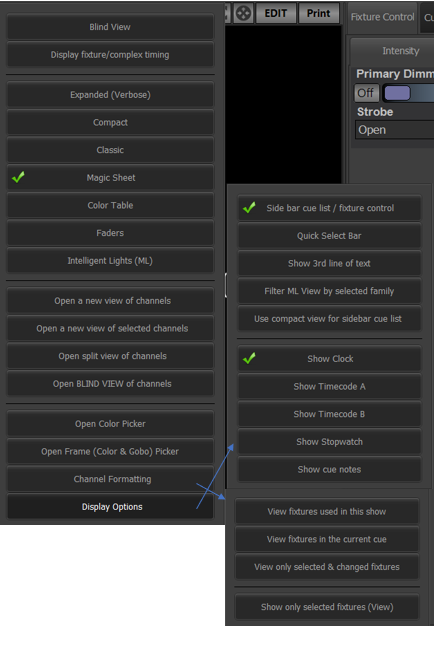 Blind View
Display fixture/complex timing
Expanded (Verbose)
Compact
Classic
Magic Sheet
Color Table
Faders
Intelligent Lights (ML)
Open a new view of channels
Open a new view of selected channels
Open split view of channels
Open BLIND VIEW of channels
Open Color Picker
Open Frame (Color & Gobo) Picker
Channel Formatting
Display Options
EDIT Print
Fixture Control
Intensity
Off
Strobe
Open
Side bar cue list / fixture control
Quick Select Bar
Show 3rd line of text
Filter ML View by selected family
Use compact view for sidebar cue list
Show Clock
Show Timecode A
Show Timecode B
Show Stopwatch
Show cue notes
View fixtures used in this show
View fixtures in the current cue
View only selected & changed fixtures
Show only selected fixtures (View)